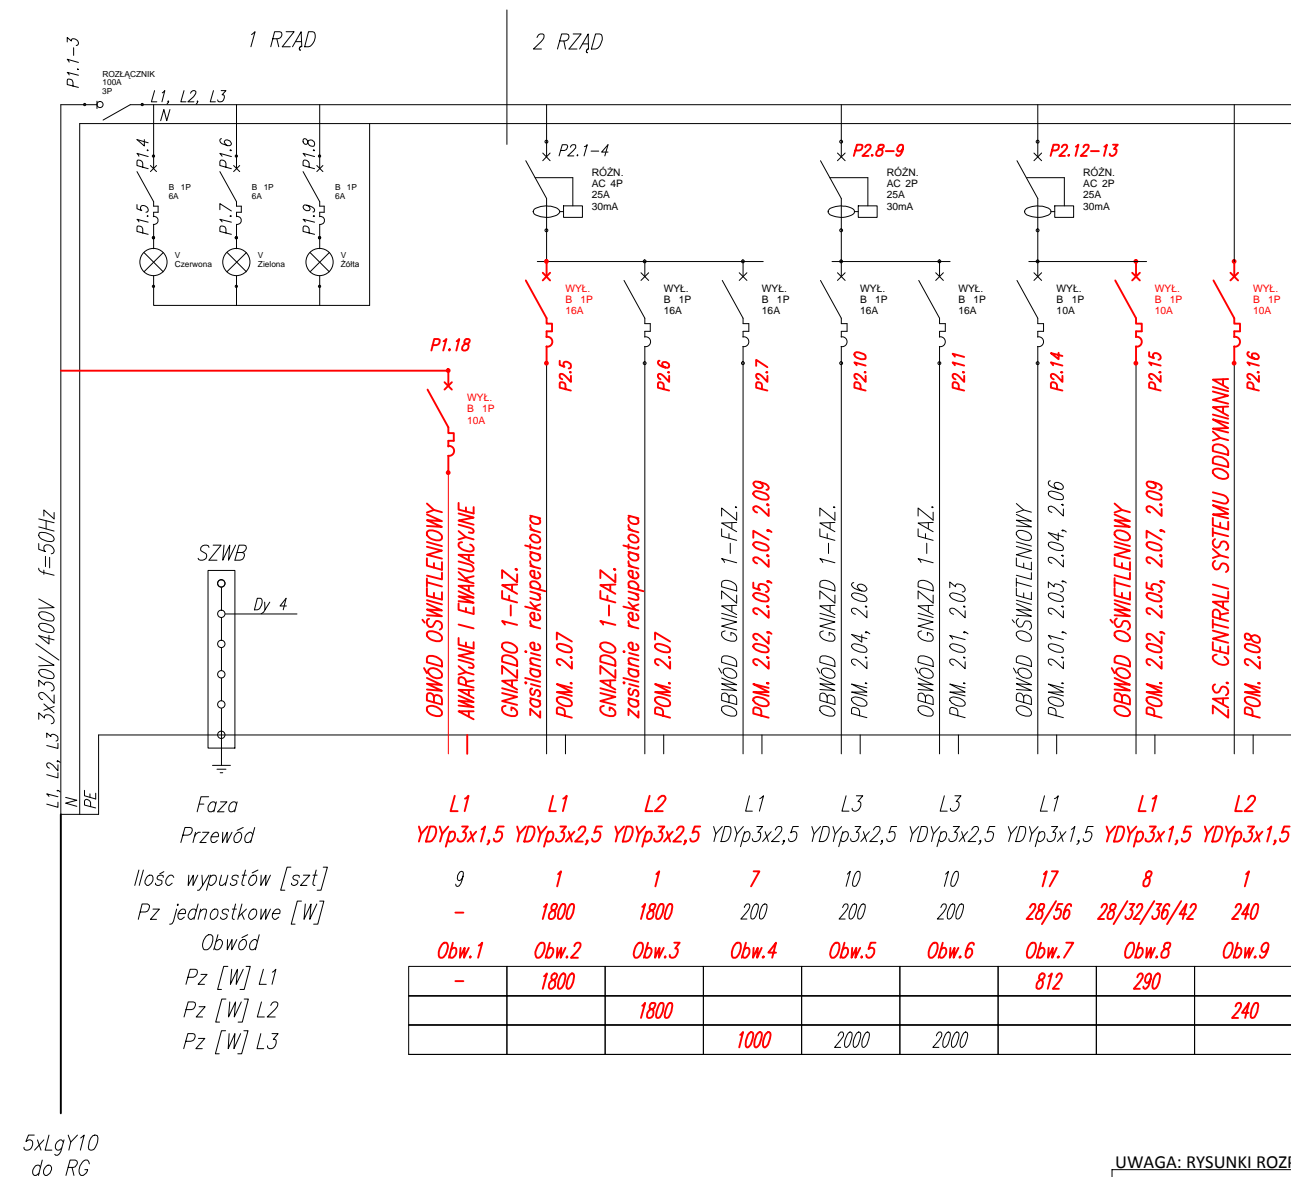 1 RZĄD
2 RZĄD
P1.1-3
ROZŁĄCZNIK
100A
3P
L1, L2, L3
N
P1.4
B 1P
6A
P1.5
V
Czerwona
P1.6
B 1P
6A
P1.7
V
Zielona
P1.8
B 1P
6A
P1.9
V
Żółta
P2.1-4
RÓŻN.
AC 4P
25A
30mA
P2.8-9
RÓŻN.
AC 2P
25A
30mA
P2.12-13
RÓŻN.
AC 2P
25A
30mA
P1.18
WYŁ.
B 1P
10A
WYŁ.
B 1P
16A
P2.5
WYŁ.
B 1P
16A
P2.6
WYŁ.
B 1P
16A
P2.7
WYŁ.
B 1P
16A
P2.10
WYŁ.
B 1P
16A
P2.11
WYŁ.
B 1P
10A
P2.14
WYŁ.
B 1P
10A
P2.15
WYŁ.
B 1P
10A
P2.16
L1, L2, L3 3x230V/400V f=50Hz
N
PE
SZWB
Dy 4
OBWÓD OŚWIETLENIOWY
AWARYJNE I EWAKUACYJNE
GNIAZDO 1-FAZ.
zasilanie rekuperatora
POM. 2.07
GNIAZDO 1-FAZ.
zasilanie rekuperatora
POM. 2.07
OBWÓD GNIAZD 1-FAZ.
POM. 2.02, 2.05, 2.07, 2.09
OBWÓD GNIAZD 1-FAZ.
POM. 2.04, 2.06
OBWÓD GNIAZD 1-FAZ.
POM. 2.01, 2.03
OBWÓD OŚWIETLENIOWY
POM. 2.01, 2.03, 2.04, 2.06
OBWÓD OŚWIETLENIOWY
POM. 2.02, 2.05, 2.07, 2.09
ZAS. CENTRALI SYSTEMU ODDYMIANIA
POM. 2.08
Faza L1 L1 L2 L1 L3 L3 L1 L1 L2
Przewód YDYp3x1,5 YDYp3x2,5 YDYp3x2,5 YDYp3x2,5 YDYp3x2,5 YDYp3x2,5 YDYp3x1,5 YDYp3x1,5 YDYp3x1,5
Ilośc wypustów [szt] 9 1 1 7 10 10 17 8 1
Pz jednostkowe [W] - 1800 1800 200 200 200 28/56 28/32/36/42 240
Obwód Obw.1 Obw.2 Obw.3 Obw.4 Obw.5 Obw.6 Obw.7 Obw.8 Obw.9
Pz [W] L1 - 1800 812 290
Pz [W] L2 1800 240
Pz [W] L3 1000 2000 2000
5xLgY10
do RG
UWAGA: RYSUNKI